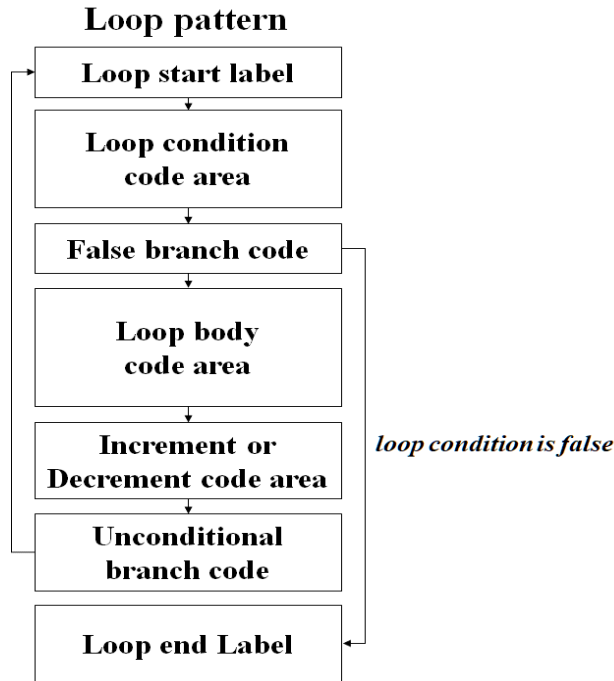 Loop pattern
Loop start label
Loop condition
code area
False branch code
Loop body
code area
Increment or
Decrement code area
loop condition is false
Unconditional
branch code
Loop end Label